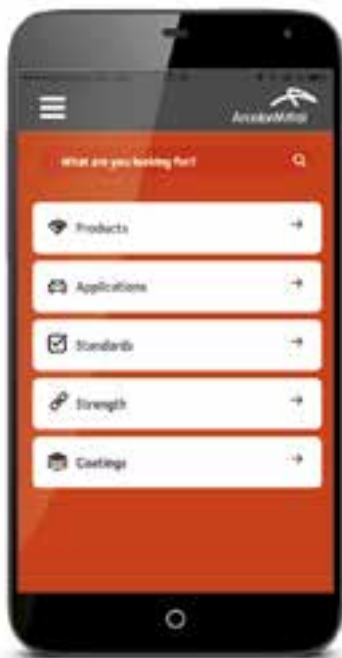 ArcelorMittal
What are you looking for?
Products
Applications
Standards
Strength
Coatings